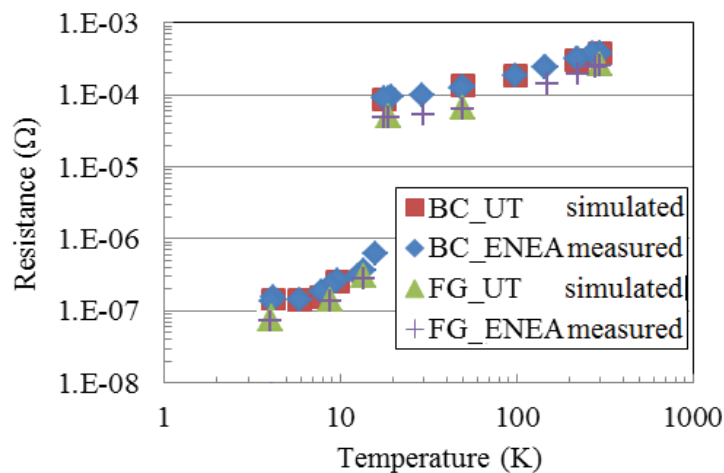 1.E-03
1.E-04
1.E-05
1.E-06
1.E-07
1.E-08
Resistance (Ω)
BC_UT simulated
BC_ENEA measured
FG_UT simulated
FG_ENEA measured
1 10 100 1000
Temperature (K)